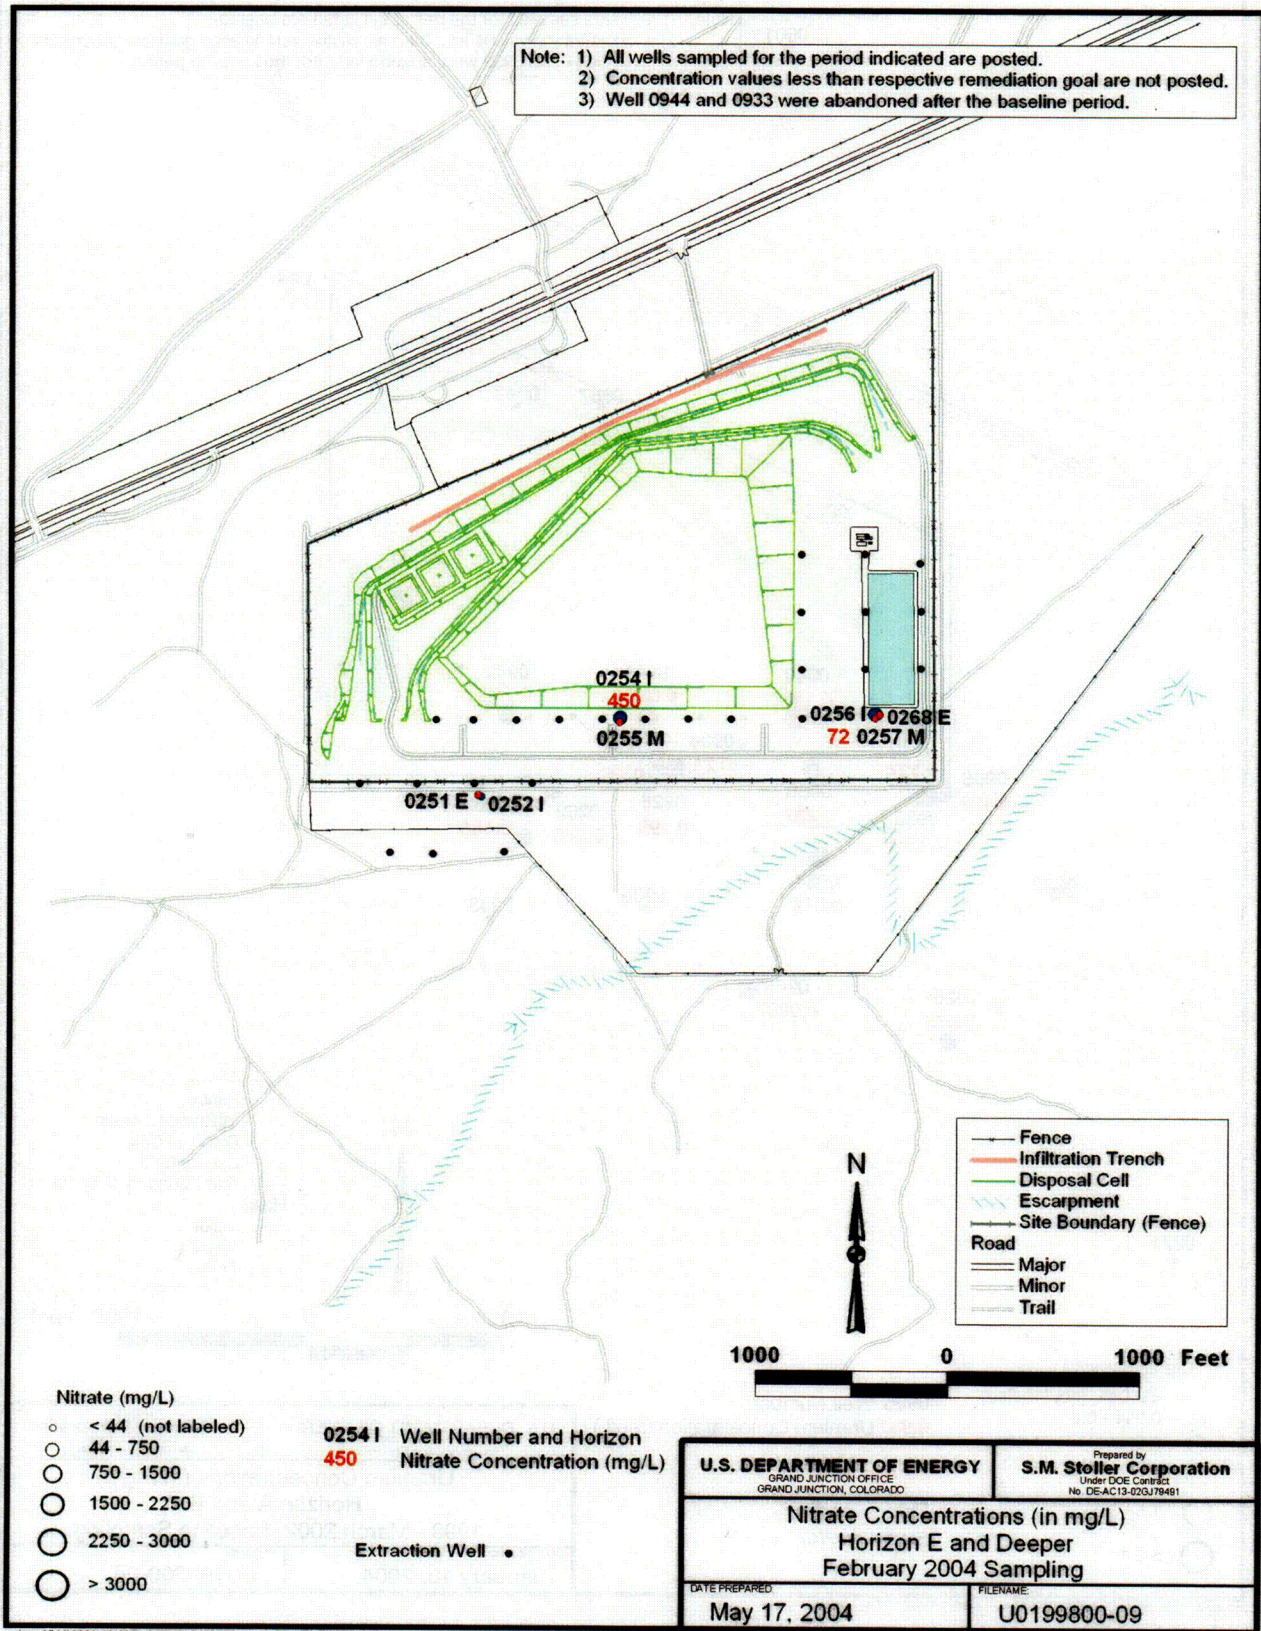 Note: 1) All wells sampled for the period indicated are posted.
2) Concentration values less than respective remediation goal are not posted.
3) Well 0944 and 0933 were abandoned after the baseline period.
0254 I
450
0255 M
0256 I 0268 E
72 0257 M
0251 E 0252 I
Fence
Infiltration Trench
Disposal Cell
Escarpment
Site Boundary (Fence)
Road
Major
Minor
Trail
N
1000 0 1000 Feet
Nitrate (mg/L)
< 44 (not labeled)
44 - 750
750 - 1500
1500 - 2250
2250 - 3000
> 3000
0254 I Well Number and Horizon
450 Nitrate Concentration (mg/L)
Extraction Well
U.S. DEPARTMENT OF ENERGY
GRAND JUNCTION OFFICE
GRAND JUNCTION, COLORADO
Prepared by
S.M. Stoller Corporation
Under DOE Contract
No. DE-AC13-02GJ79491
Nitrate Concentrations (in mg/L)
Horizon E and Deeper
February 2004 Sampling
DATE PREPARED:
May 17, 2004
FILENAME:
U0199800-09